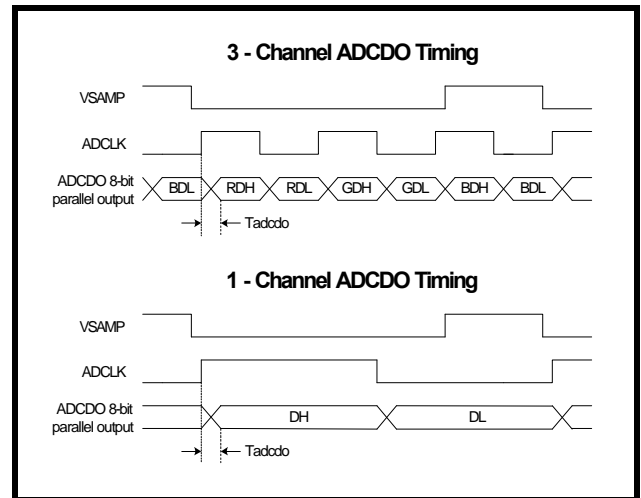 3 - Channel ADCDO Timing
VSAMP
ADCLK
ADCDO 8-bit
parallel output
BDL RDH RDL GDH GDL BDH BDL
Tadcdo
1 - Channel ADCDO Timing
VSAMP
ADCLK
ADCDO 8-bit
parallel output
DH DL
Tadcdo